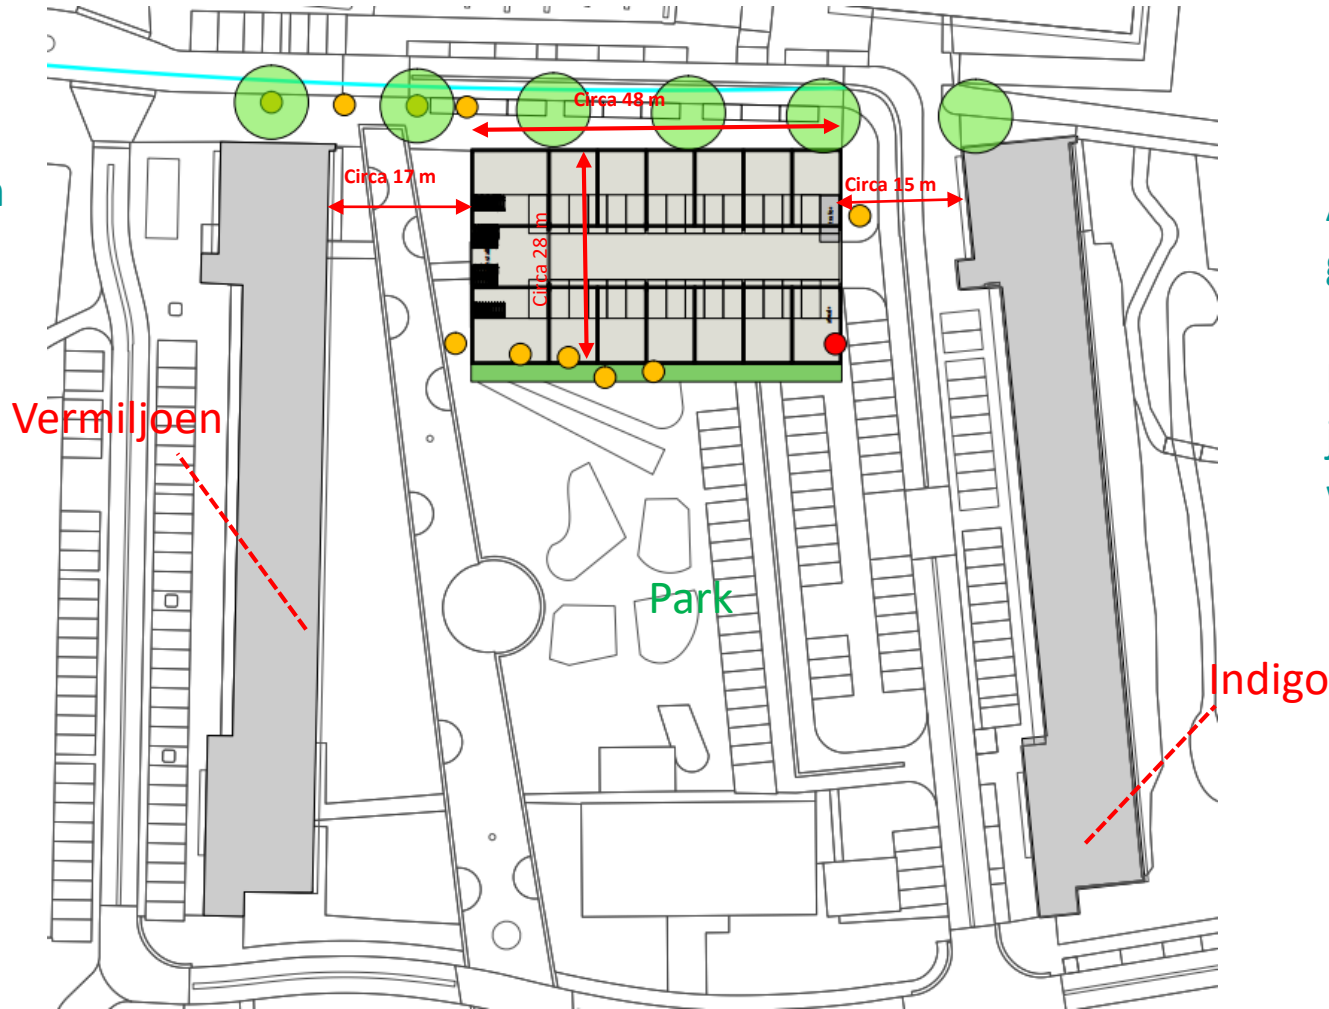 Circa 48 m
Circa 17 m
Circa 15 m
Circa 28 m
Vermiljoen
Park
Indigo